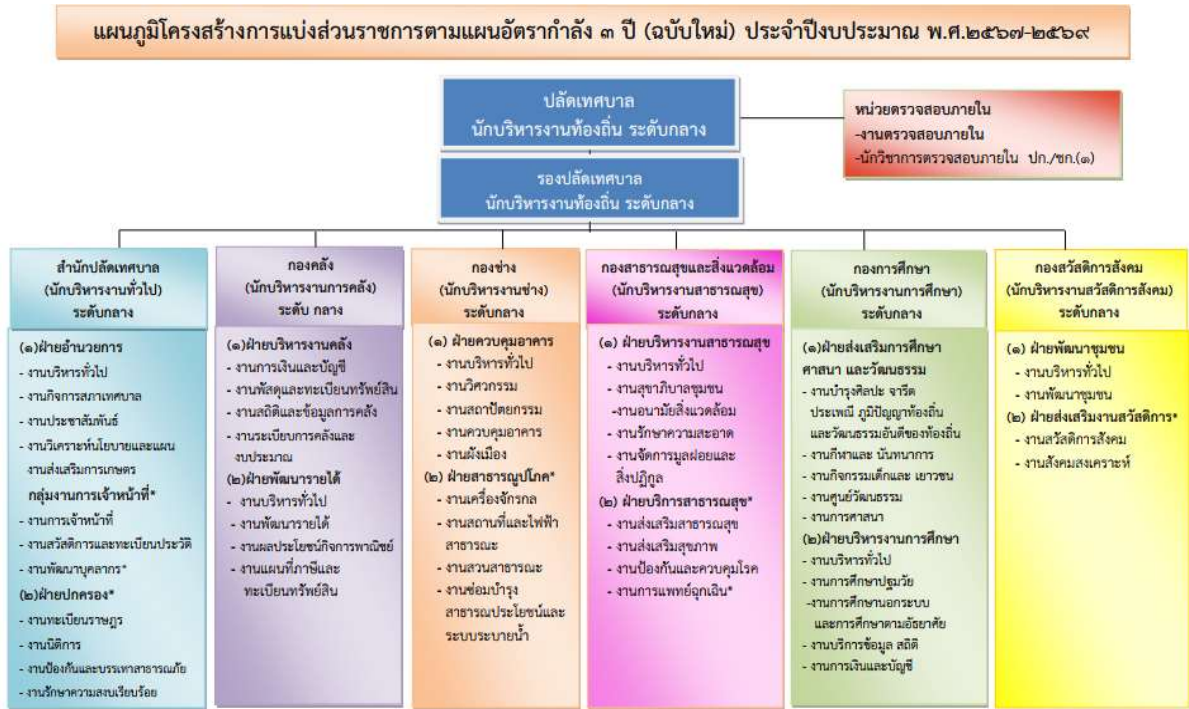 แผนภูมิโครงสร้างการแบ่งส่วนราชการตามแผนอัตรากำลัง ๓ ปี (ฉบับใหม่) ประจำปีงบประมาณ พ.ศ.๒๕๖๗-๒๕๖๙
ปลัดเทศบาล
นักบริหารงานท้องถิ่น ระดับกลาง
หน่วยตรวจสอบภายใน
-งานตรวจสอบภายใน
-นักวิชาการตรวจสอบภายใน ปก./ชก.(๑)
รองปลัดเทศบาล
นักบริหารงานท้องถิ่น ระดับกลาง
สำนักปลัดเทศบาล
(นักบริหารงานทั่วไป)
ระดับกลาง
(๑)ฝ่ายอำนวยการ
- งานบริหารทั่วไป
- งานกิจการสภาเทศบาล
- งานประชาสัมพันธ์
- งานวิเคราะห์นโยบายและแผน
งานส่งเสริมการเกษตร
กลุ่มงานการเจ้าหน้าที่*
- งานการเจ้าหน้าที่
- งานสวัสดิการและทะเบียนประวัติ
- งานพัฒนาบุคลากร*
(๒)ฝ่ายปกครอง*
- งานทะเบียนราษฎร
- งานนิติการ
- งานป้องกันและบรรเทาสาธารณภัย
- งานรักษาความสงบเรียบร้อย
กองคลัง
(นักบริหารงานการคลัง)
ระดับ กลาง
(๑)ฝ่ายบริหารงานคลัง
- งานการเงินและบัญชี
- งานพัสดุและทะเบียนทรัพย์สิน
- งานสถิติและข้อมูลการคลัง
- งานระเบียบการคลังและ
งบประมาณ
(๒)ฝ่ายพัฒนารายได้
- งานบริหารทั่วไป
- งานพัฒนารายได้
- งานผลประโยชน์กิจการพาณิชย์
- งานแผนที่ภาษีและ
ทะเบียนทรัพย์สิน
กองช่าง
(นักบริหารงานช่าง)
ระดับกลาง
(๑) ฝ่ายควบคุมอาคาร
- งานบริหารทั่วไป
- งานวิศวกรรม
- งานสถาปัตยกรรม
- งานควบคุมอาคาร
- งานผังเมือง
(๒) ฝ่ายสาธารณูปโภค*
- งานเครื่องจักรกล
- งานสถานที่และไฟฟ้า
สาธารณะ
- งานสวนสาธารณะ
- งานซ่อมบำรุง
สาธารณประโยชน์และ
ระบบระบายน้ำ
กองสาธารณสุขและสิ่งแวดล้อม
(นักบริหารงานสาธารณสุข)
ระดับกลาง
(๑) ฝ่ายบริหารงานสาธารณสุข
- งานบริหารทั่วไป
- งานสุขาภิบาลชุมชน
-งานอนามัยสิ่งแวดล้อม
- งานรักษาความสะอาด
- งานจัดการมูลฝอยและ
สิ่งปฏิกูล
(๒) ฝ่ายบริการสาธารณสุข*
- งานส่งเสริมสาธารณสุข
- งานส่งเสริมสุขภาพ
- งานป้องกันและควบคุมโรค
- งานการแพทย์ฉุกเฉิน*
กองการศึกษา
(นักบริหารงานการศึกษา)
ระดับกลาง
(๑)ฝ่ายส่งเสริมการศึกษา
ศาสนา และวัฒนธรรม
- งานบำรุงศิลปะ จารีต
ประเพณี ภูมิปัญญาท้องถิ่น
และวัฒนธรรมอันดีของท้องถิ่น
- งานกีฬาและ นันทนาการ
- งานกิจกรรมเด็กและ เยาวชน
- งานศูนย์วัฒนธรรม
- งานการศาสนา
(๒)ฝ่ายบริหารงานการศึกษา
- งานบริหารทั่วไป
- งานการศึกษาปฐมวัย
-งานการศึกษานอกระบบ
และการศึกษาตามอัธยาศัย
- งานบริการข้อมูล สถิติ
- งานการเงินและบัญชี
กองสวัสดิการสังคม
(นักบริหารงานสวัสดิการสังคม)
ระดับกลาง
(๑) ฝ่ายพัฒนาชุมชน
- งานบริหารทั่วไป
- งานพัฒนาชุมชน
(๒) ฝ่ายส่งเสริมงานสวัสดิการ*
- งานสวัสดิการสังคม
- งานสังคมสงเคราะห์